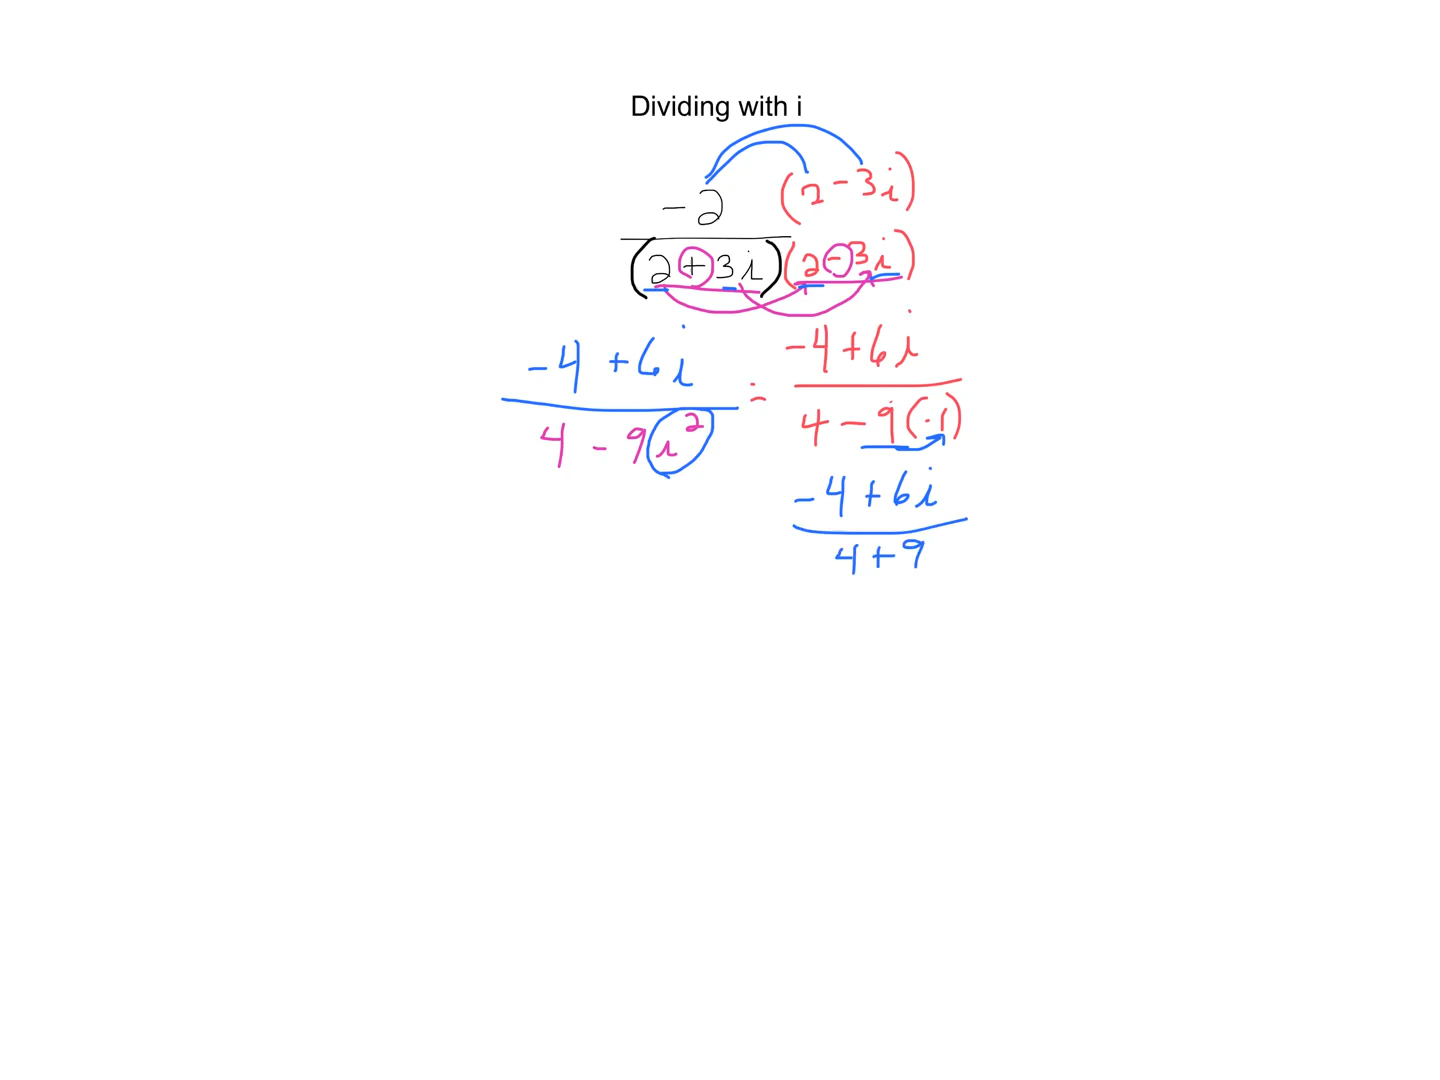 Dividing with i
-2 (2 - 3i)
(2 + 3i)(2 - 3i)
-4 + 6i = -4 + 6i
4 - 9i² 4 - 9(-1)
-4 + 6i
4 + 9